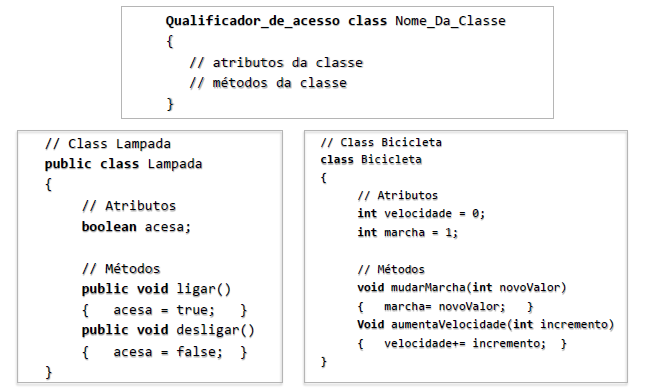 Qualificador_de_acesso class Nome_Da_Classe
{
// atributos da classe
// métodos da classe
}
// Class Lampada
public class Lampada
{
// Atributos
boolean acesa;
// Métodos
public void ligar()
{ acesa = true; }
public void desligar()
{ acesa = false; }
}
// Class Bicicleta
class Bicicleta
{
// Atributos
int velocidade = 0;
int marcha = 1;
// Métodos
void mudarMarcha(int novoValor)
{ marcha= novoValor; }
Void aumentaVelocidade(int incremento)
{ velocidade+= incremento; }
}